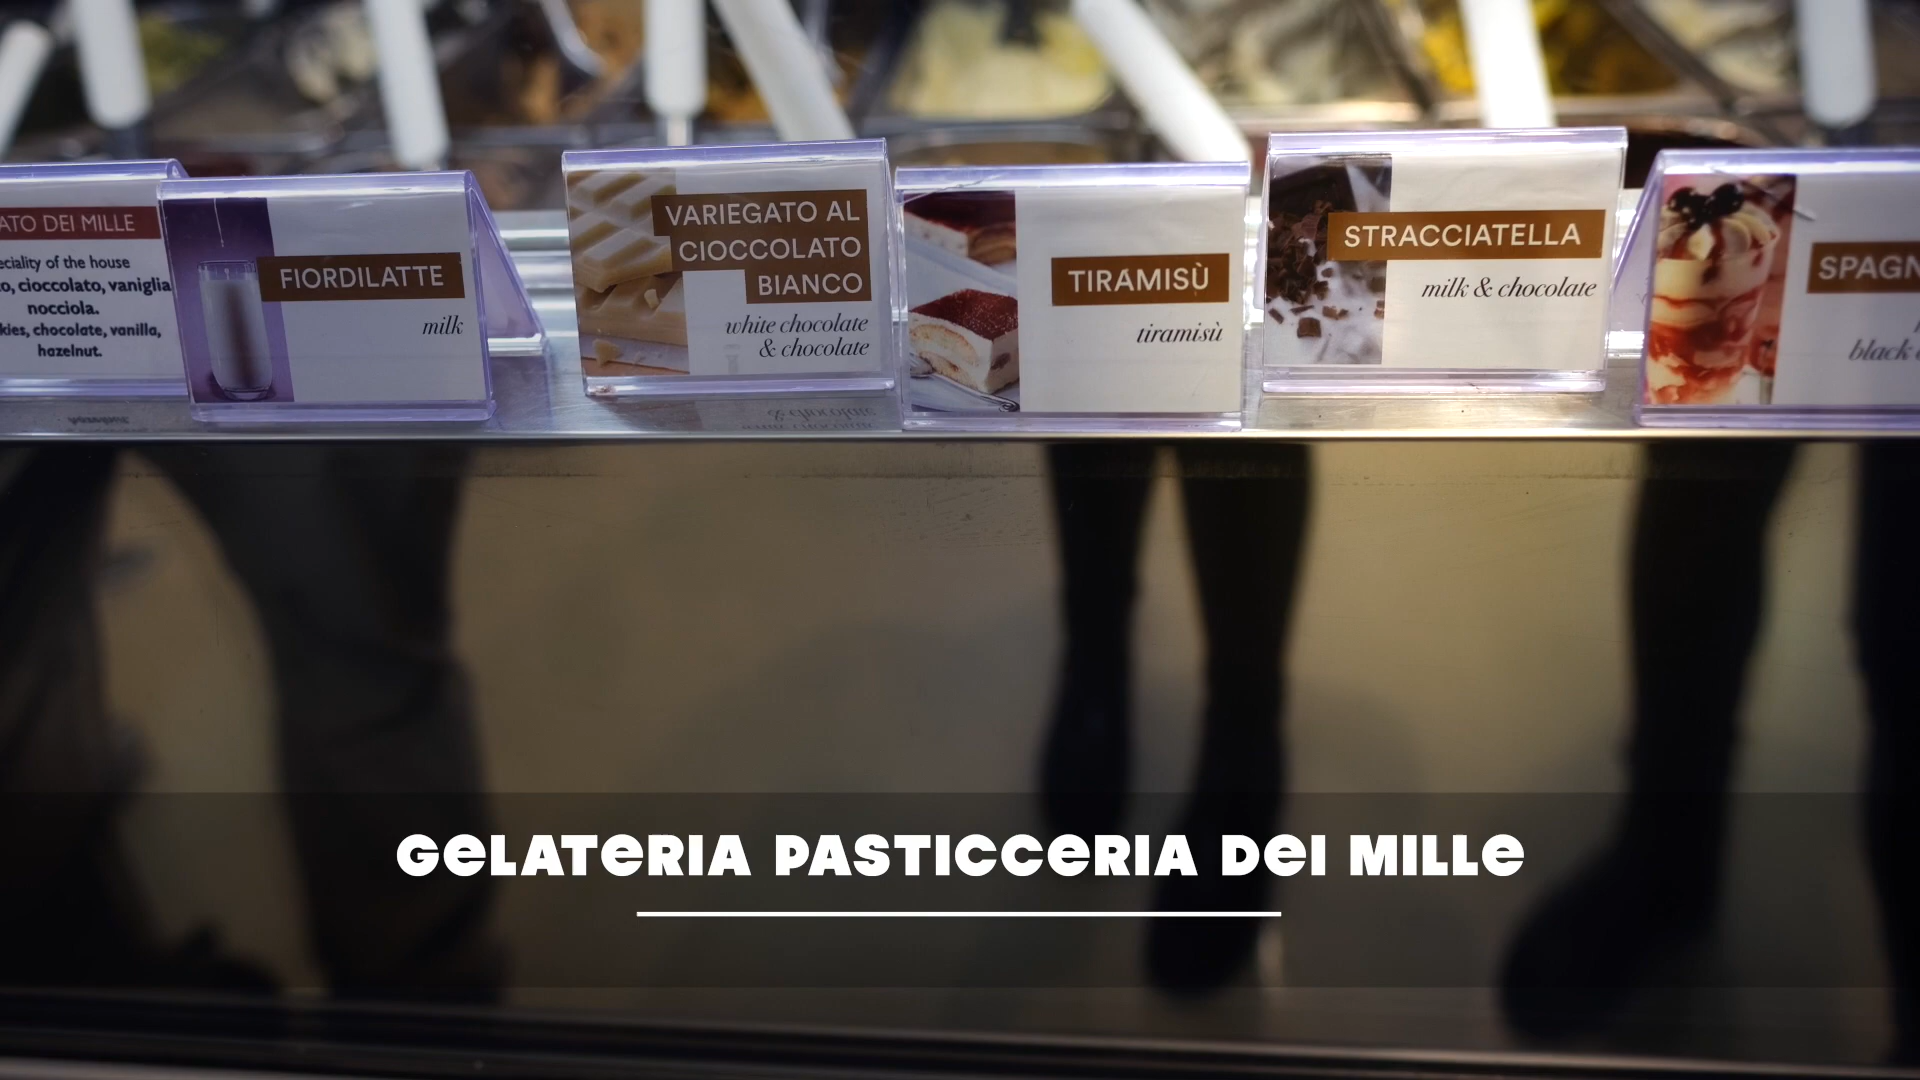 ATO DEI MILLE
eciality of the house
o, cioccolato, vaniglia
nocciola.
kies, chocolate, vanilla,
hazelnut.
FIORDILATTE
milk
VARIEGATO AL
CIOCCOLATO
BIANCO
white chocolate
& chocolate
TIRAMISÙ
tiramisù
STRACCIATELLA
milk & chocolate
SPAGN
black
GELATERIA PASTICCERIA DEI MILLE